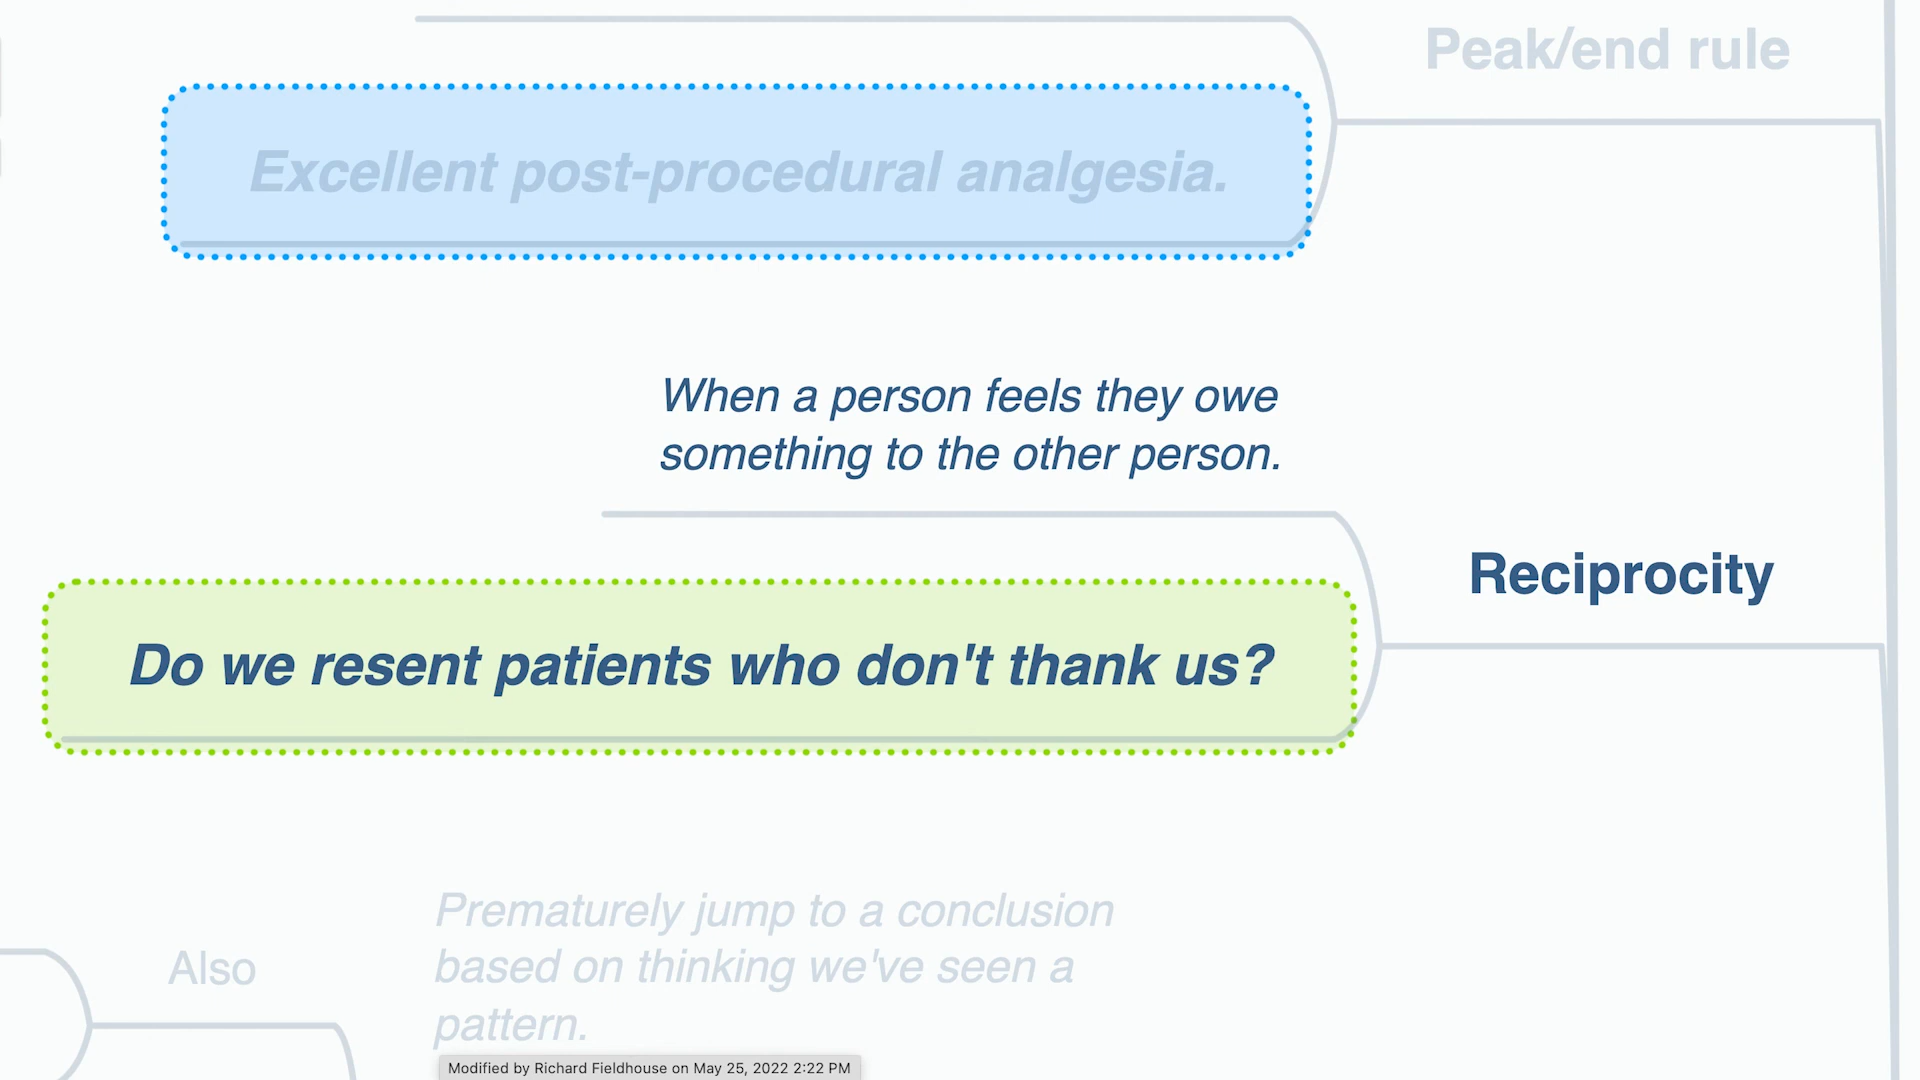 Peak/end rule
Excellent post-procedural analgesia.
When a person feels they owe
something to the other person.
Reciprocity
Do we resent patients who don't thank us?
Prematurely jump to a conclusion
based on thinking we've seen a
pattern.
Also
Modified by Richard Fieldhouse on May 25, 2022 2:22 PM